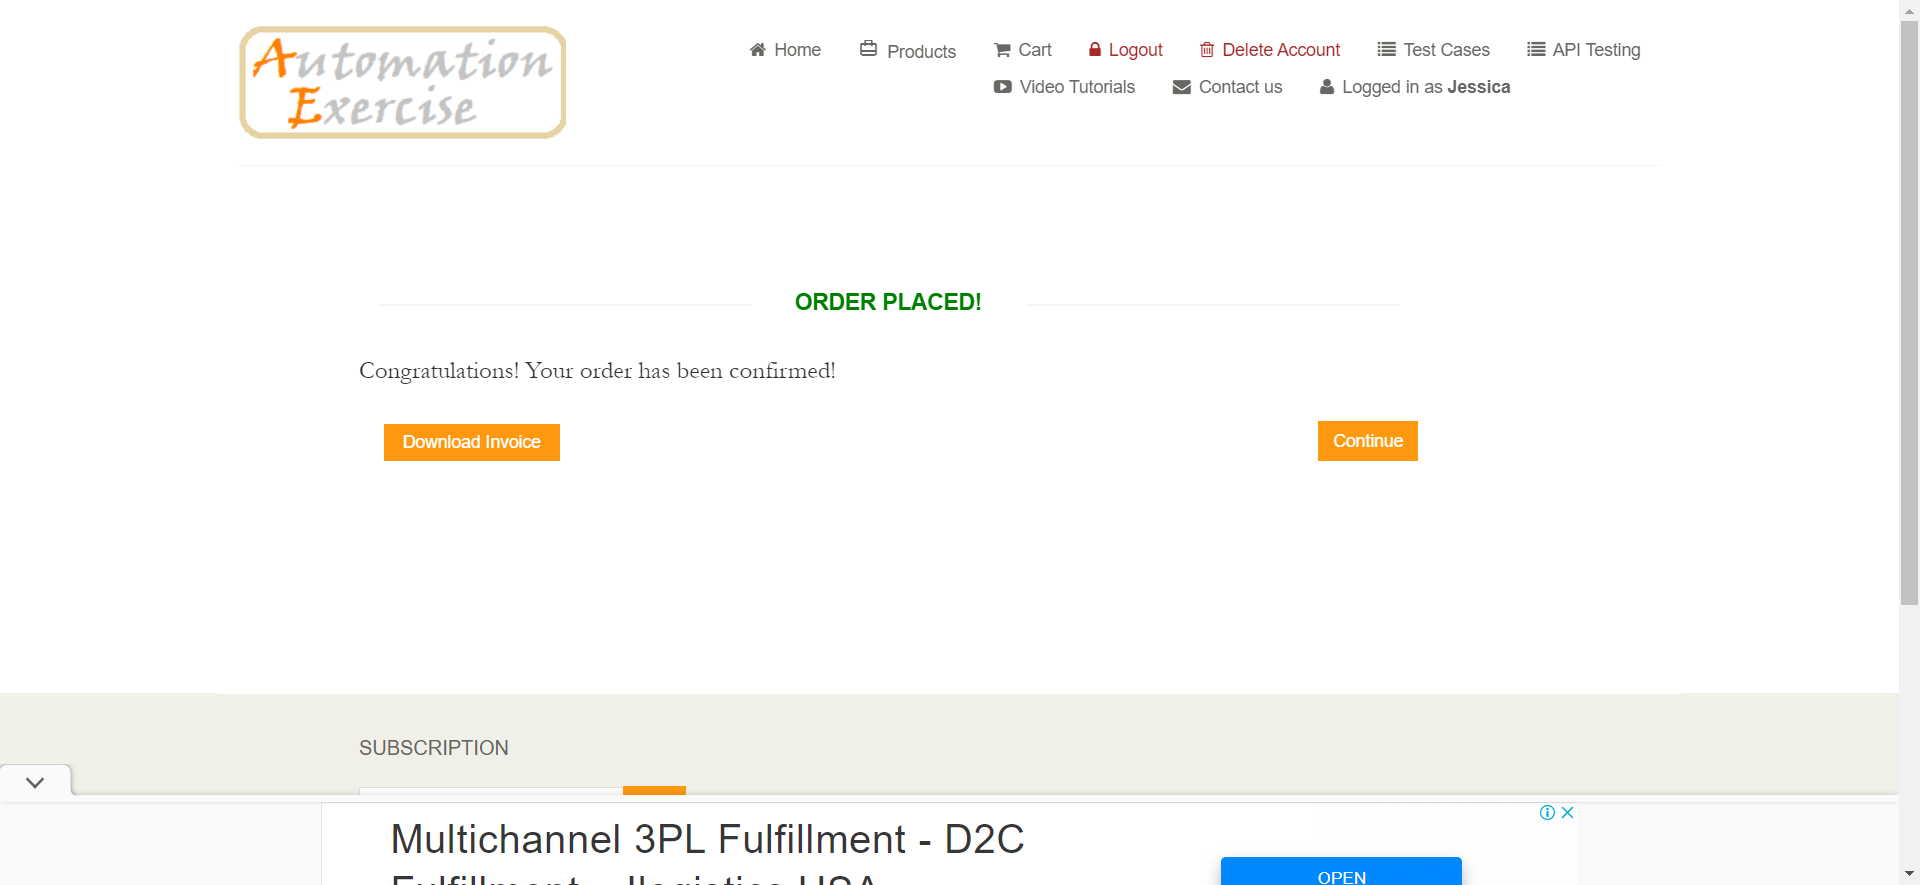 Automation
Exercise
Home
Products
Cart
Logout
Delete Account
Test Cases
API Testing
Video Tutorials
Contact us
Logged in as Jessica
ORDER PLACED!
Congratulations! Your order has been confirmed!
Download Invoice
Continue
SUBSCRIPTION
Multichannel 3PL Fulfillment - D2C
OPEN